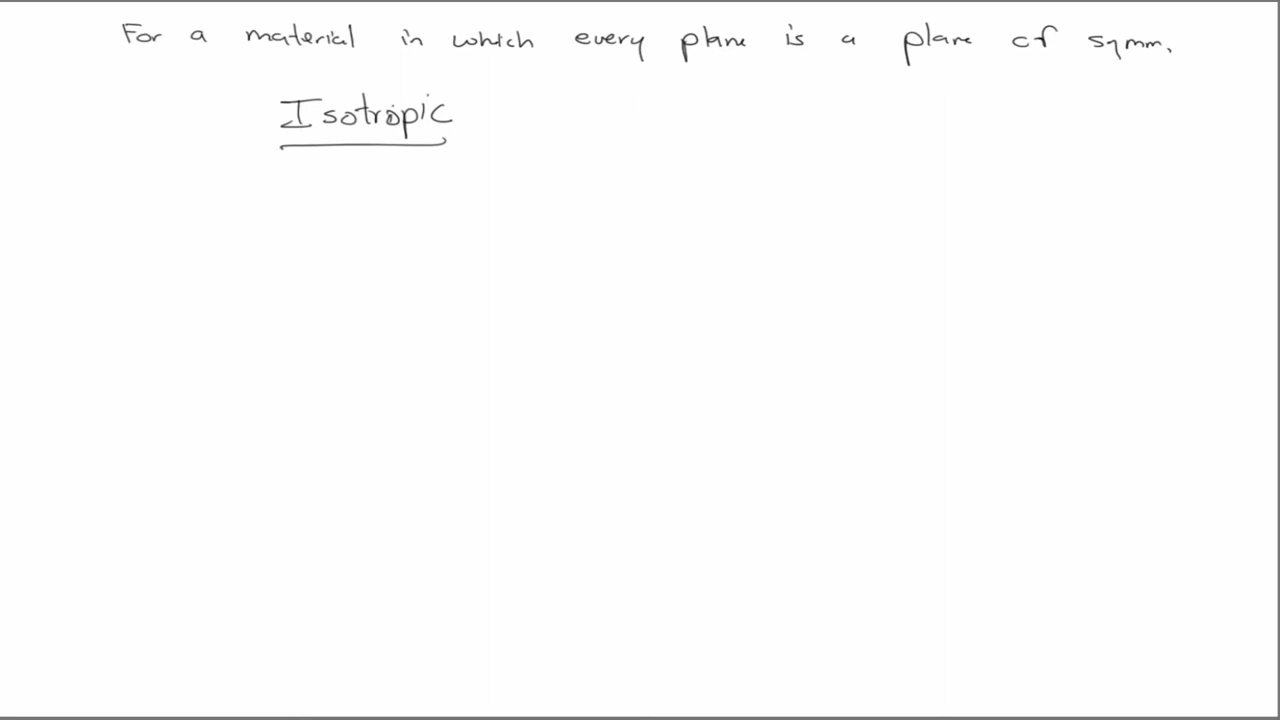 For a material in which every plane is a plane of symm.
Isotropic